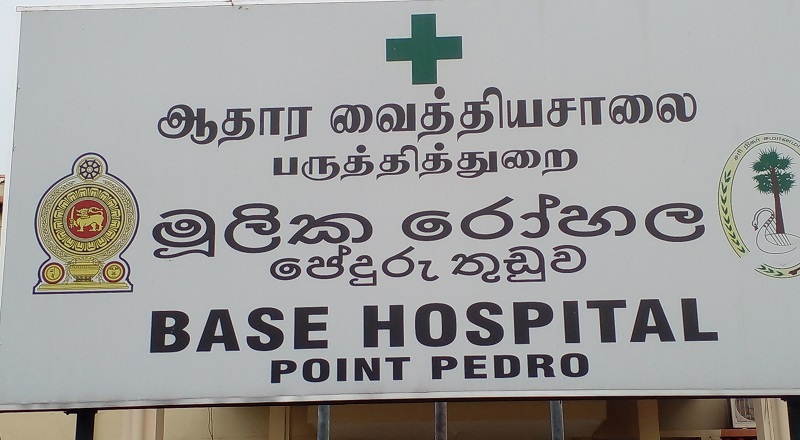 ஆதார வைத்தியசாலை
பருத்தித்துறை
මූලික රෝහල
පේදුරු තුඩුව
BASE HOSPITAL
POINT PEDRO